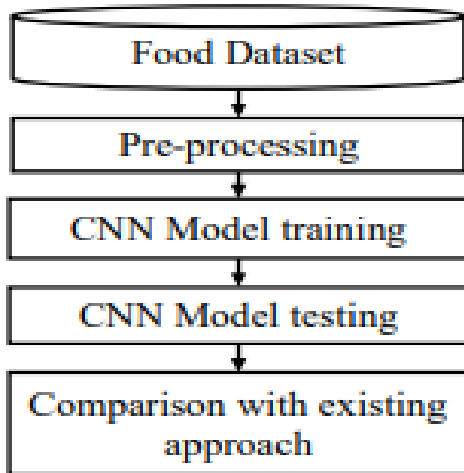 Food Dataset
Pre-processing
CNN Model training
CNN Model testing
Comparison with existing
approach